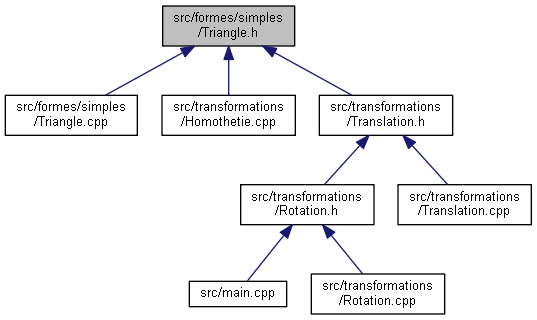 src/formes/simples
/Triangle.h
src/formes/simples
/Triangle.cpp
src/transformations
/Homothetie.cpp
src/transformations
/Translation.h
src/transformations
/Rotation.h
src/transformations
/Translation.cpp
src/main.cpp
src/transformations
/Rotation.cpp